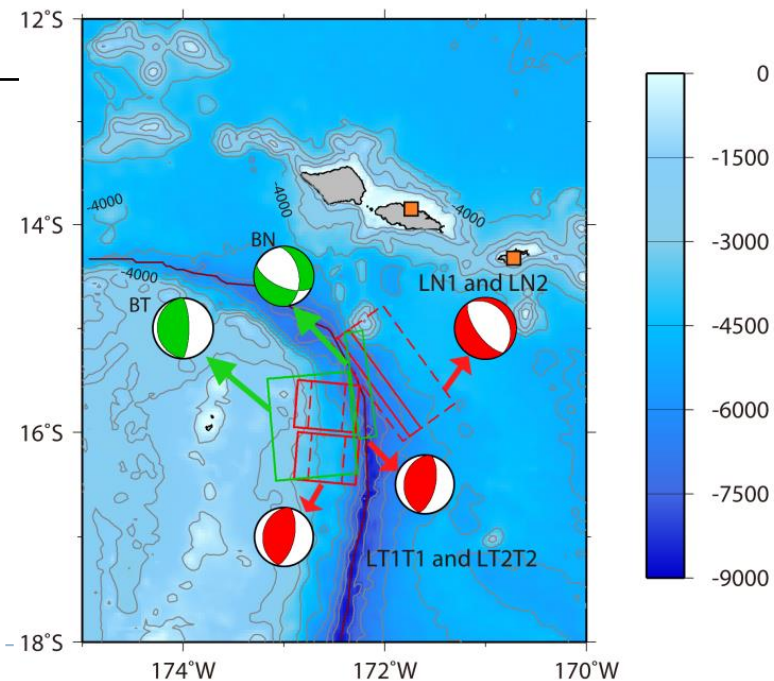 12°S
0
-1500
-4000
-4000
-4000
14°S
-3000
BN
-4000
LN1 and LN2
BT
-4500
-6000
16°S
-7500
LT1T1 and LT2T2
-9000
18°S
174°W
172°W
170°W